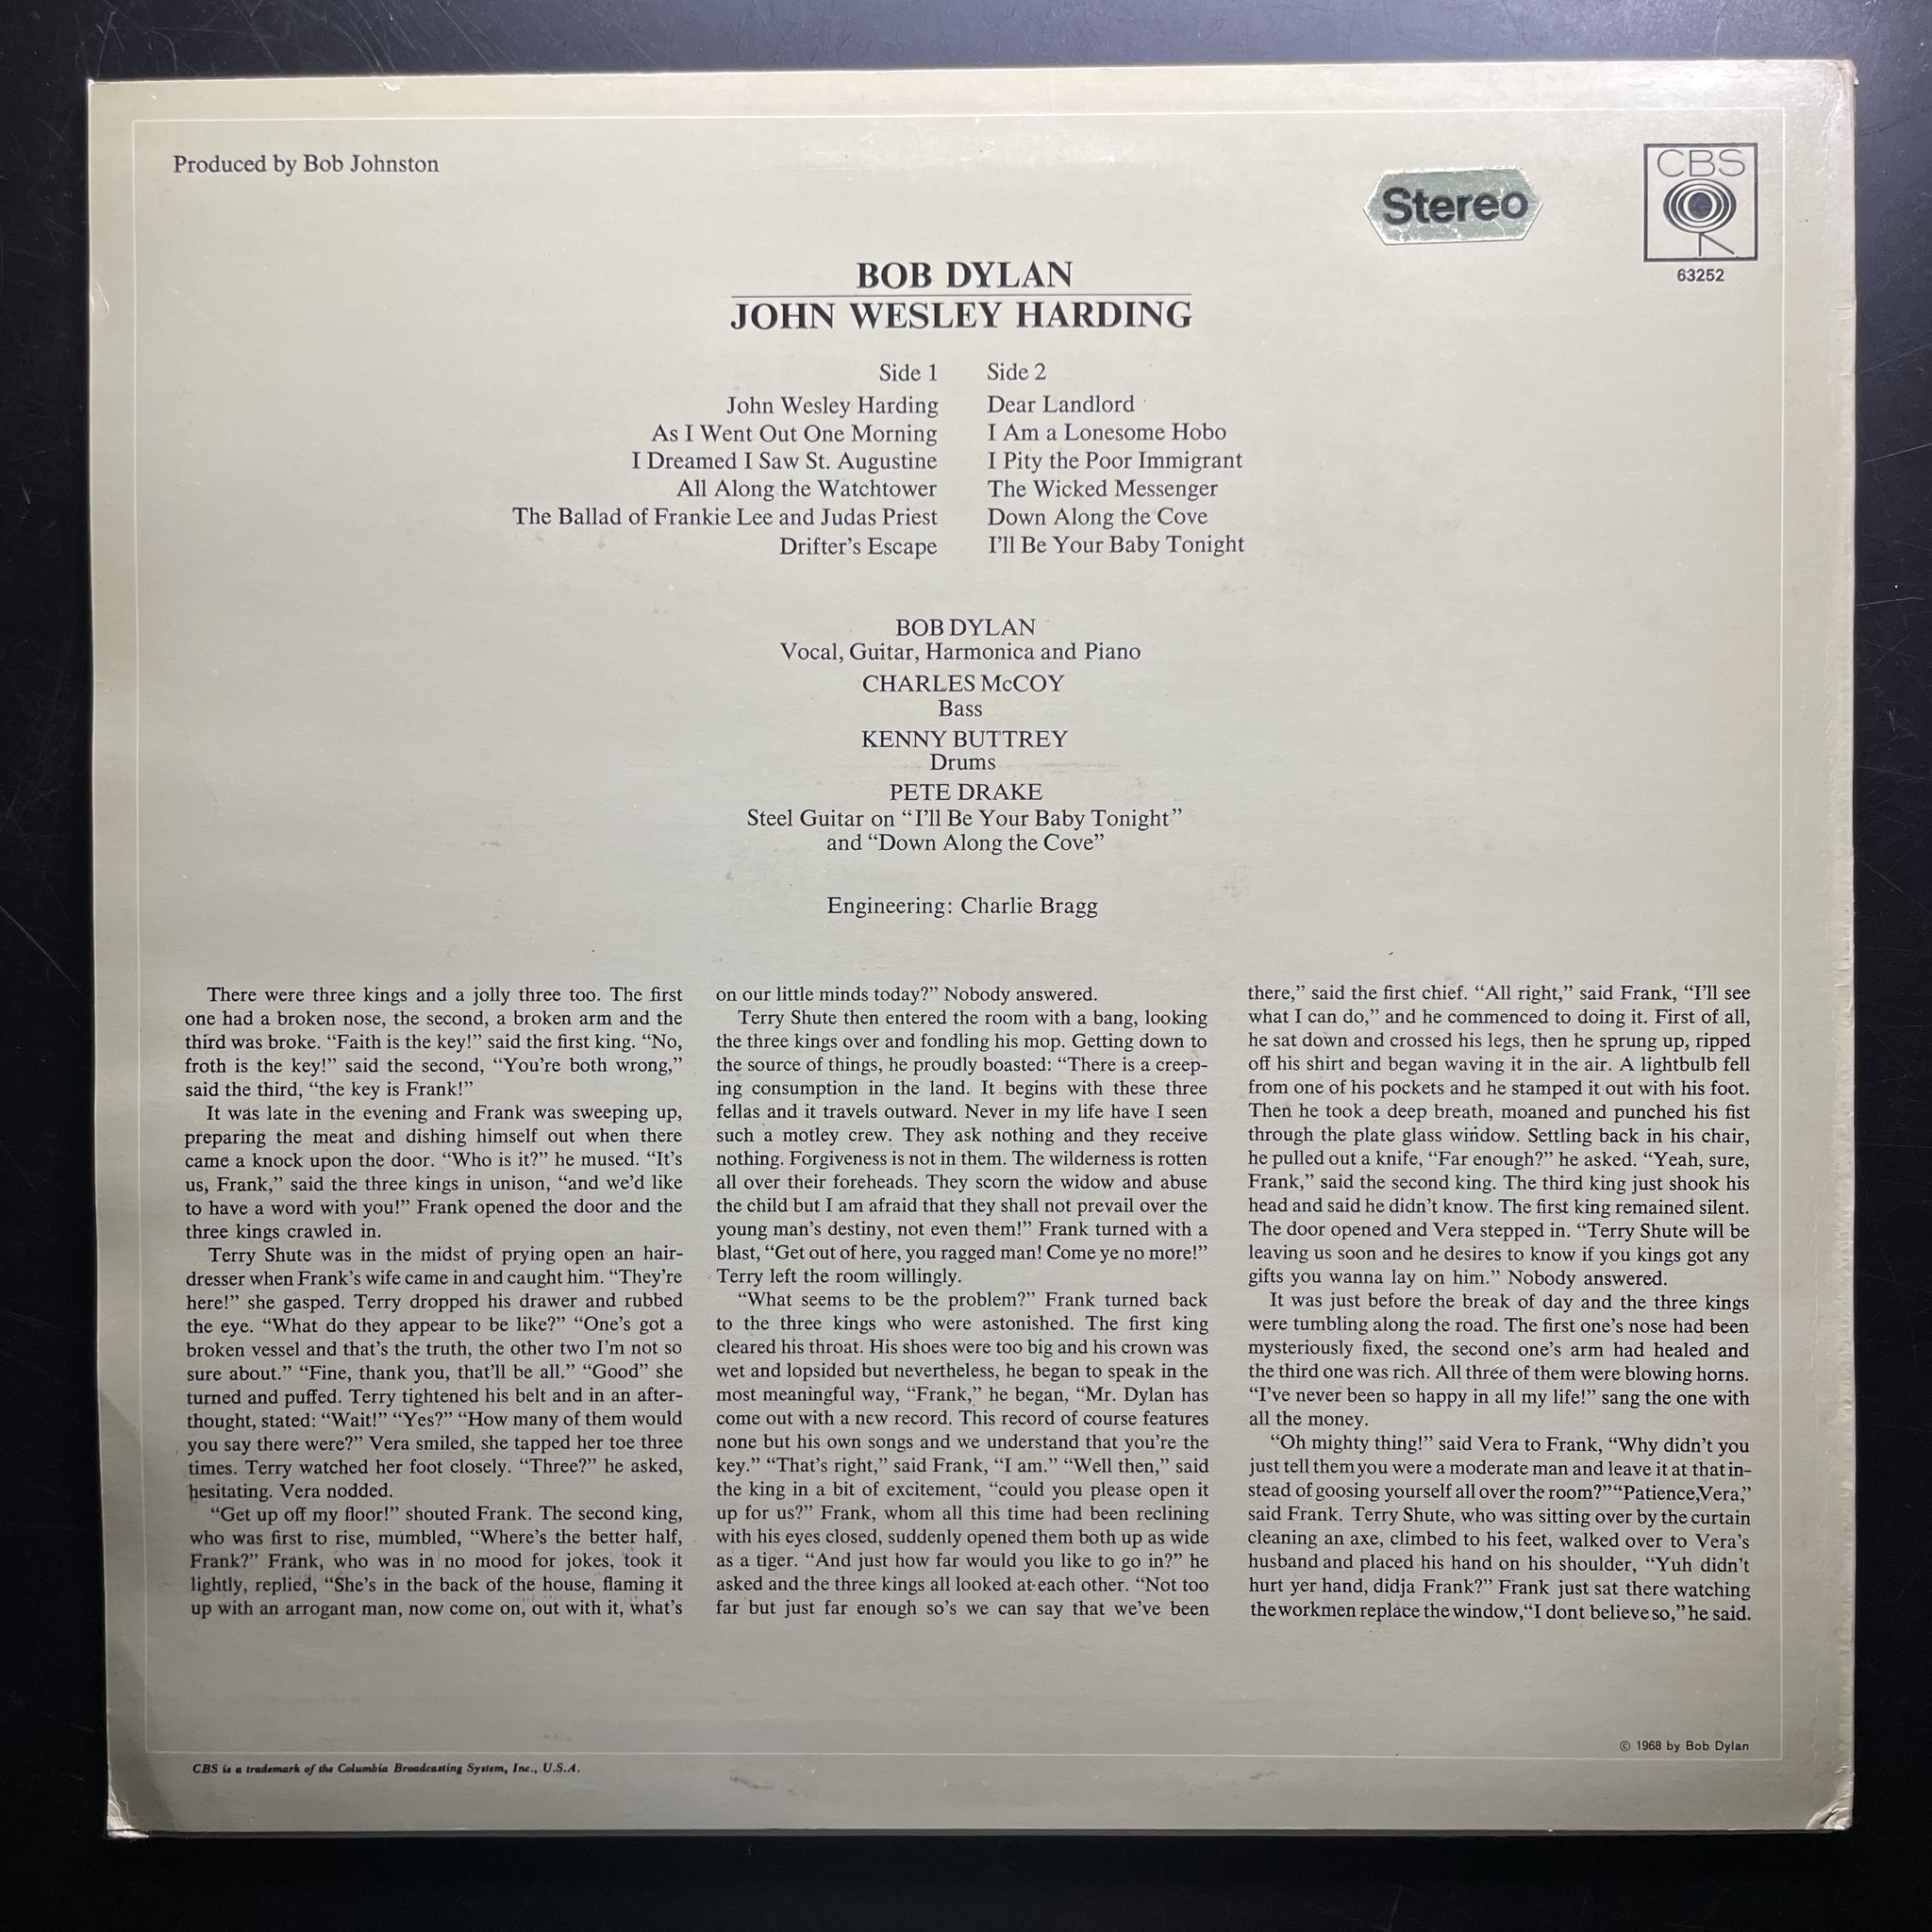 Produced by Bob Johnston
Stereo
CBS
63252
BOB DYLAN
JOHN WESLEY HARDING
Side 1
John Wesley Harding
As I Went Out One Morning
I Dreamed I Saw St. Augustine
All Along the Watchtower
The Ballad of Frankie Lee and Judas Priest
Drifter's Escape
Side 2
Dear Landlord
I Am a Lonesome Hobo
I Pity the Poor Immigrant
The Wicked Messenger
Down Along the Cove
I'll Be Your Baby Tonight
BOB DYLAN
Vocal, Guitar, Harmonica and Piano
CHARLES McCOY
Bass
KENNY BUTTREY
Drums
PETE DRAKE
Steel Guitar on “I'll Be Your Baby Tonight”
and “Down Along the Cove”
Engineering: Charlie Bragg
There were three kings and a jolly three too. The first
one had a broken nose, the second, a broken arm and the
third was broke. “Faith is the key!” said the first king. “No,
froth is the key!” said the second, “You're both wrong,”
said the third, “the key is Frank!”
It was late in the evening and Frank was sweeping up,
preparing the meat and dishing himself out when there
came a knock upon the door. “Who is it?” he mused. “It's
us, Frank,” said the three kings in unison, “and we'd like
to have a word with you!” Frank opened the door and the
three kings crawled in.
Terry Shute was in the midst of prying open an hair-
dresser when Frank's wife came in and caught him. “They're
here!” she gasped. Terry dropped his drawer and rubbed
the eye. “What do they appear to be like?” “One's got a
broken vessel and that's the truth, the other two I'm not so
sure about.” “Fine, thank you, that'll be all.” “Good” she
turned and puffed. Terry tightened his belt and in an after-
thought, stated: “Wait!” “Yes?” “How many of them would
you say there were?” Vera smiled, she tapped her toe three
times. Terry watched her foot closely. “Three?” he asked,
hesitating. Vera nodded.
“Get up off my floor!” shouted Frank. The second king,
who was first to rise, mumbled, “Where's the better half,
Frank?” Frank, who was in no mood for jokes, took it
lightly, replied, “She's in the back of the house, flaming it
up with an arrogant man, now come on, out with it, what's
on our little minds today?” Nobody answered.
Terry Shute then entered the room with a bang, looking
the three kings over and fondling his mop. Getting down to
the source of things, he proudly boasted: “There is a creep-
ing consumption in the land. It begins with these three
fellas and it travels outward. Never in my life have I seen
such a motley crew. They ask nothing and they receive
nothing. Forgiveness is not in them. The wilderness is rotten
all over their foreheads. They scorn the widow and abuse
the child but I am afraid that they shall not prevail over the
young man's destiny, not even them!” Frank turned with a
blast, “Get out of here, you ragged man! Come ye no more!”
Terry left the room willingly.
“What seems to be the problem?” Frank turned back
to the three kings who were astonished. The first king
cleared his throat. His shoes were too big and his crown was
wet and lopsided but nevertheless, he began to speak in the
most meaningful way, “Frank,” he began, “Mr. Dylan has
come out with a new record. This record of course features
none but his own songs and we understand that you're the
key.” “That's right,” said Frank, “I am.” “Well then,” said
the king in a bit of excitement, “could you please open it
up for us?” Frank, whom all this time had been reclining
with his eyes closed, suddenly opened them both up as wide
as a tiger. “And just how far would you like to go in?” he
asked and the three kings all looked at each other. “Not too
far but just far enough so's we can say that we've been
there,” said the first chief. “All right,” said Frank, “I'll see
what I can do,” and he commenced to doing it. First of all,
he sat down and crossed his legs, then he sprung up, ripped
off his shirt and began waving it in the air. A lightbulb fell
from one of his pockets and he stamped it out with his foot.
Then he took a deep breath, moaned and punched his fist
through the plate glass window. Settling back in his chair,
he pulled out a knife, “Far enough?” he asked. “Yeah, sure,
Frank,” said the second king. The third king just shook his
head and said he didn't know. The first king remained silent.
The door opened and Vera stepped in. “Terry Shute will be
leaving us soon and he desires to know if you kings got any
gifts you wanna lay on him.” Nobody answered.
It was just before the break of day and the three kings
were tumbling along the road. The first one's nose had been
mysteriously fixed, the second one's arm had healed and
the third one was rich. All three of them were blowing horns.
“I've never been so happy in all my life!” sang the one with
all the money.
“Oh mighty thing!” said Vera to Frank, “Why didn't you
just tell them you were a moderate man and leave it at that in-
stead of goosing yourself all over the room?” “Patience, Vera,”
said Frank. Terry Shute, who was sitting over by the curtain
cleaning an axe, climbed to his feet, walked over to Vera's
husband and placed his hand on his shoulder, “Yuh didn't
hurt yer hand, didja Frank?” Frank just sat there watching
the workmen replace the window, “I dont believe so,” he said.
© 1968 by Bob Dylan
CBS is a trademark of the Columbia Broadcasting System, Inc., U.S.A.